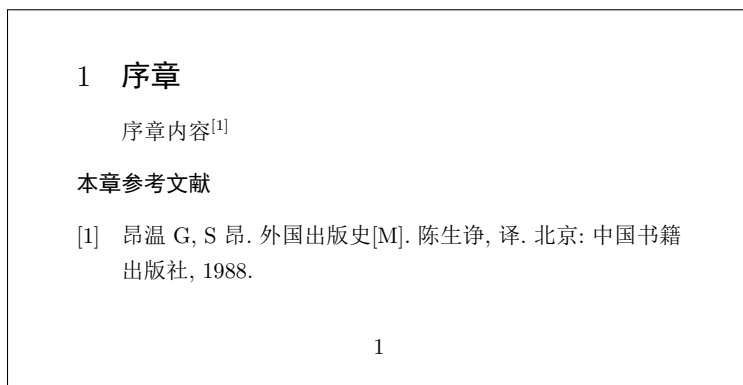 1 序章
序章内容[1]
本章参考文献
[1] 昂温 G, S 昂. 外国出版史[M]. 陈生诤, 译. 北京: 中国书籍
出版社, 1988.
1